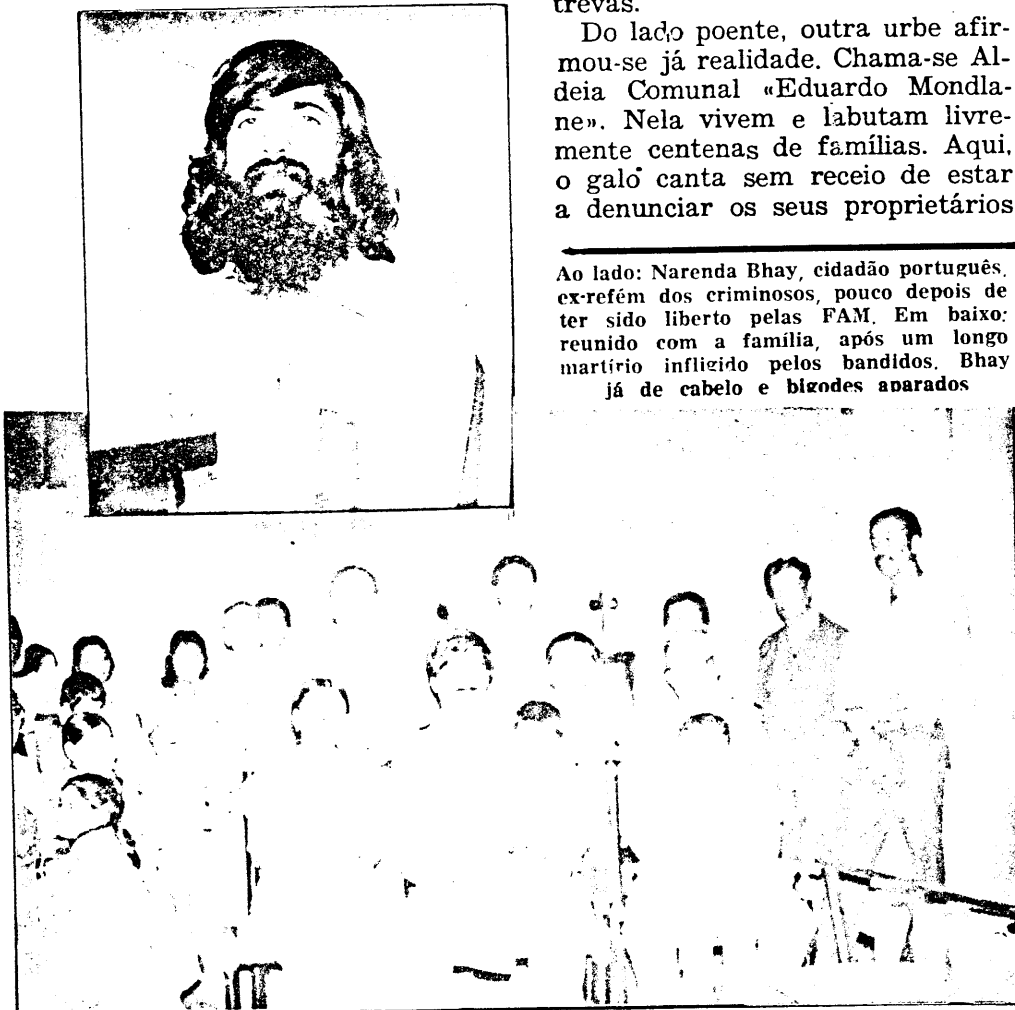 trevas.
Do lado poente, outra urbe afir-
mou-se já realidade. Chama-se Al-
deia Comunal «Eduardo Mondla-
ne». Nela vivem e labutam livre-
mente centenas de famílias. Aqui,
o galo canta sem receio de estar
a denunciar os seus proprietários
Ao lado: Narenda Bhay, cidadão português,
ex-refém dos criminosos, pouco depois de
ter sido liberto pelas FAM. Em baixo:
reunido com a família, após um longo
martírio infligido pelos bandidos. Bhay
já de cabelo e bigodes aparados